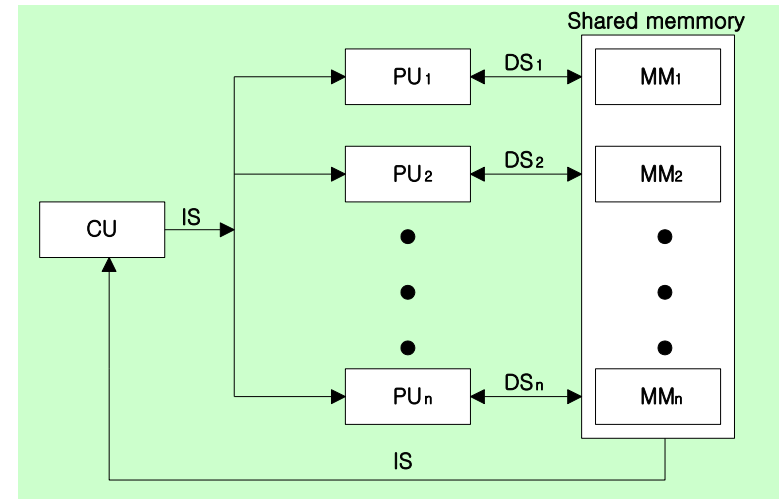 Shared memmory
PU1 DS1 MM1
PU2 DS2 MM2
CU IS
PUn DSn MMn
IS